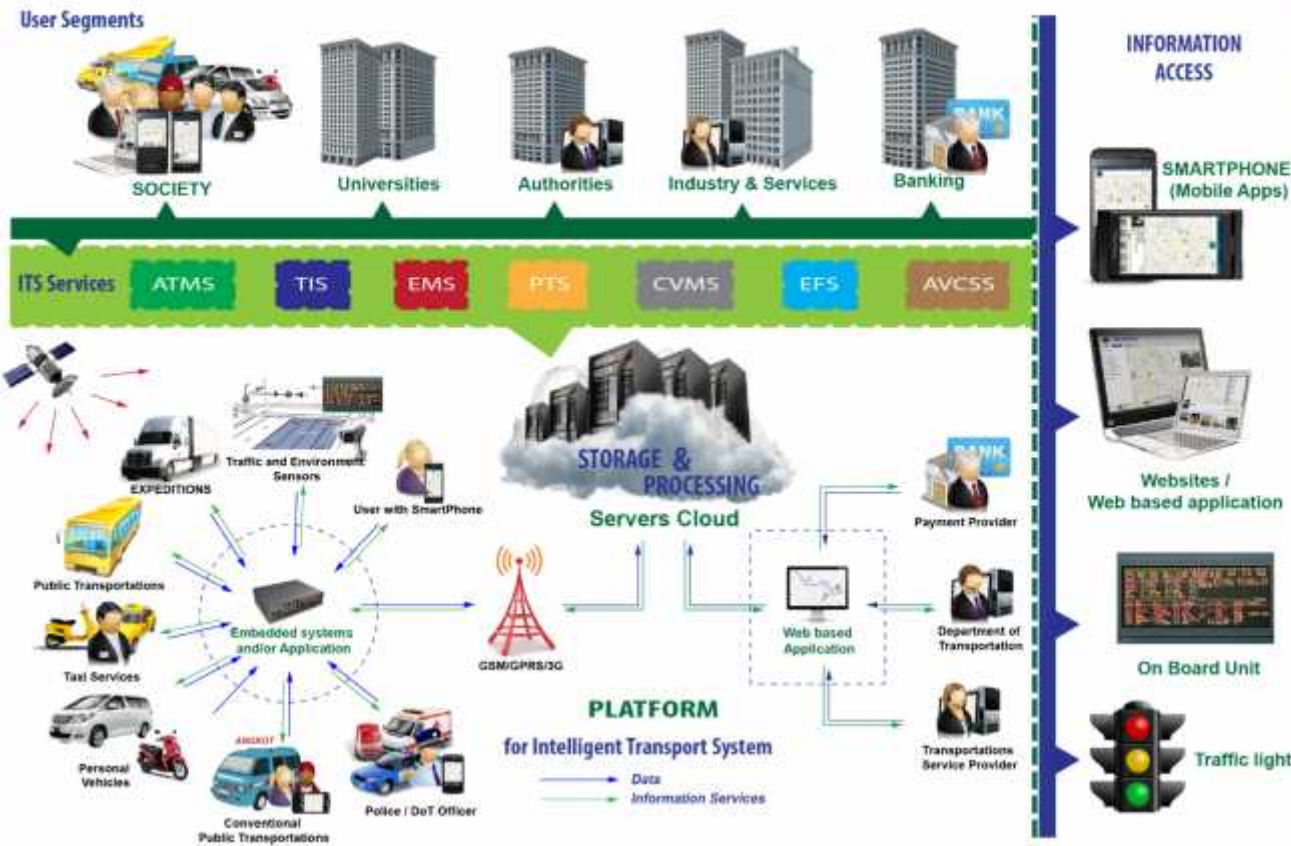 User Segments
SOCIETY
Universities
Authorities
Industry & Services
BANK
Banking
INFORMATION
ACCESS
SMARTPHONE
(Mobile Apps)
ITS Services
ATMS
TIS
EMS
PTS
CVMS
EFS
AVCSS
Websites /
Web based application
On Board Unit
Traffic light
EXPEDITIONS
Traffic and Environment
Sensors
User with SmartPhone
Public Transportations
Taxi Services
Personal
Vehicles
ANGKOT
Conventional
Public Transportations
Police / DoT Officer
Embedded systems
and/or Application
GSM/GPRS/3G
STORAGE &
PROCESSING
Servers Cloud
Web based
Application
BANK
Payment Provider
Department of
Transportation
Transportations
Service Provider
PLATFORM
for Intelligent Transport System
Data
Information Services